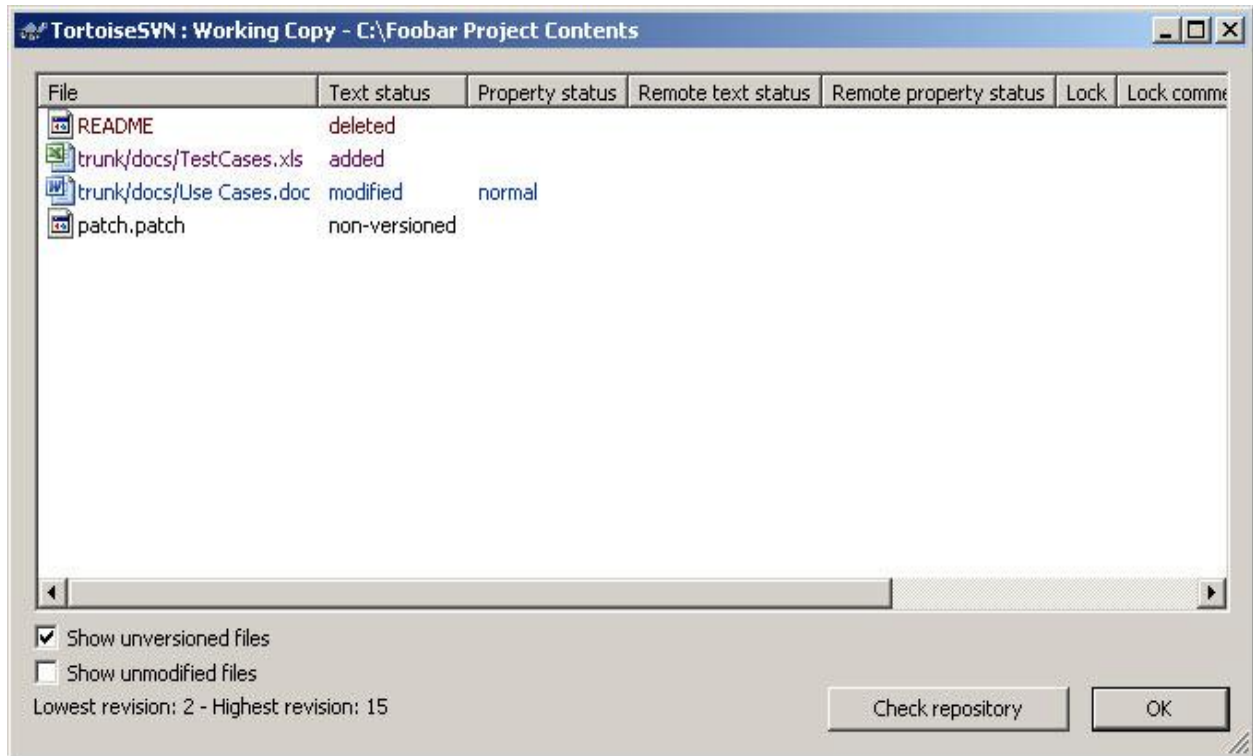 TortoiseSVN : Working Copy - C:\Foobar Project Contents
File Text status Property status Remote text status Remote property status Lock Lock comme
README deleted
trunk/docs/TestCases.xls added
trunk/docs/Use Cases.doc modified normal
patch.patch non-versioned
Show unversioned files
Show unmodified files
Lowest revision: 2 - Highest revision: 15
Check repository OK